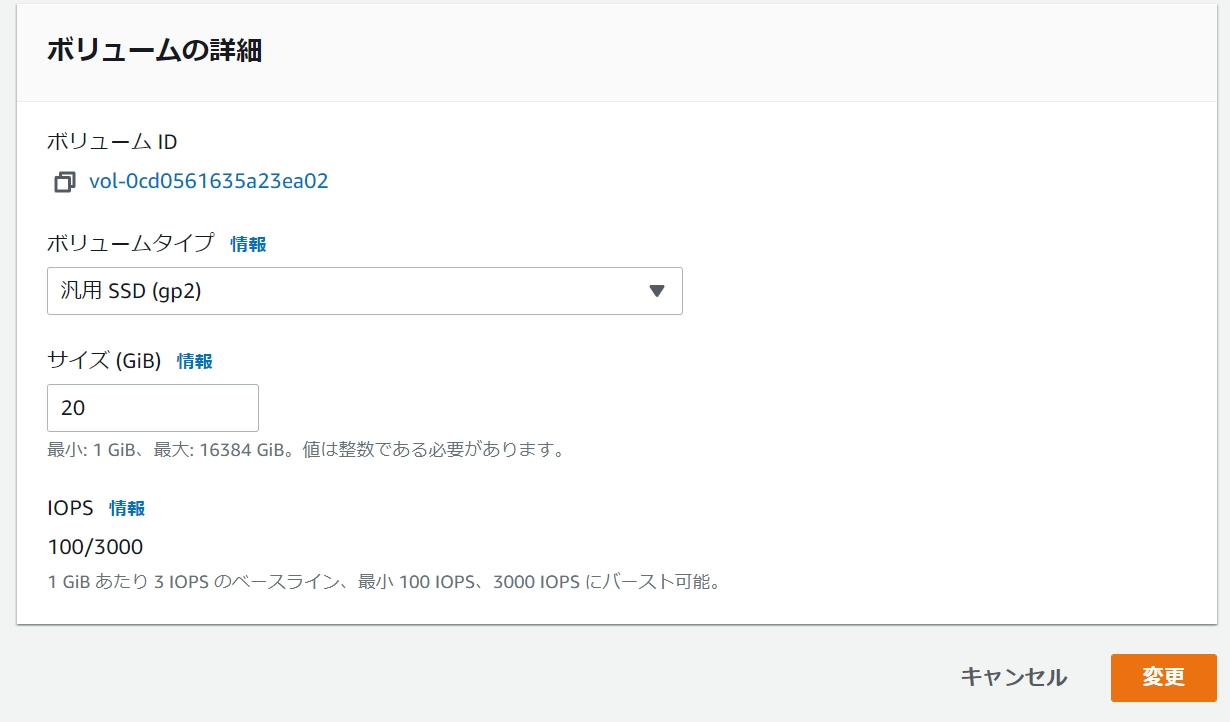 ボリュームの詳細
ボリューム ID
vol-0cd0561635a23ea02
ボリュームタイプ 情報
汎用 SSD (gp2)
サイズ (GiB) 情報
20
最小: 1 GiB、最大: 16384 GiB。値は整数である必要があります。
IOPS 情報
100/3000
1 GiB あたり 3 IOPS のベースライン、最小 100 IOPS、3000 IOPS にバースト可能。
キャンセル 変更